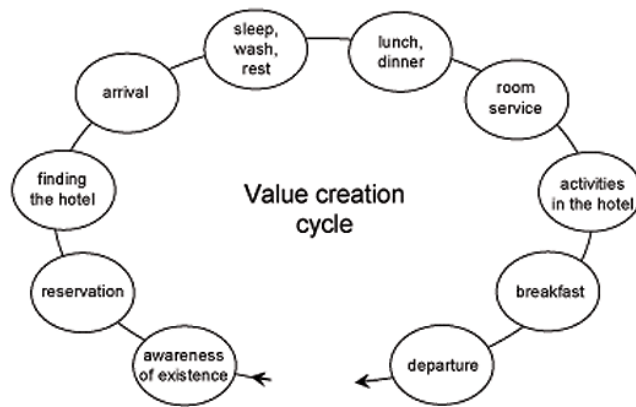 Value creation
cycle
awareness
of existence
reservation
finding
the hotel
arrival
sleep,
wash,
rest
lunch,
dinner
room
service
activities
in the hotel
breakfast
departure